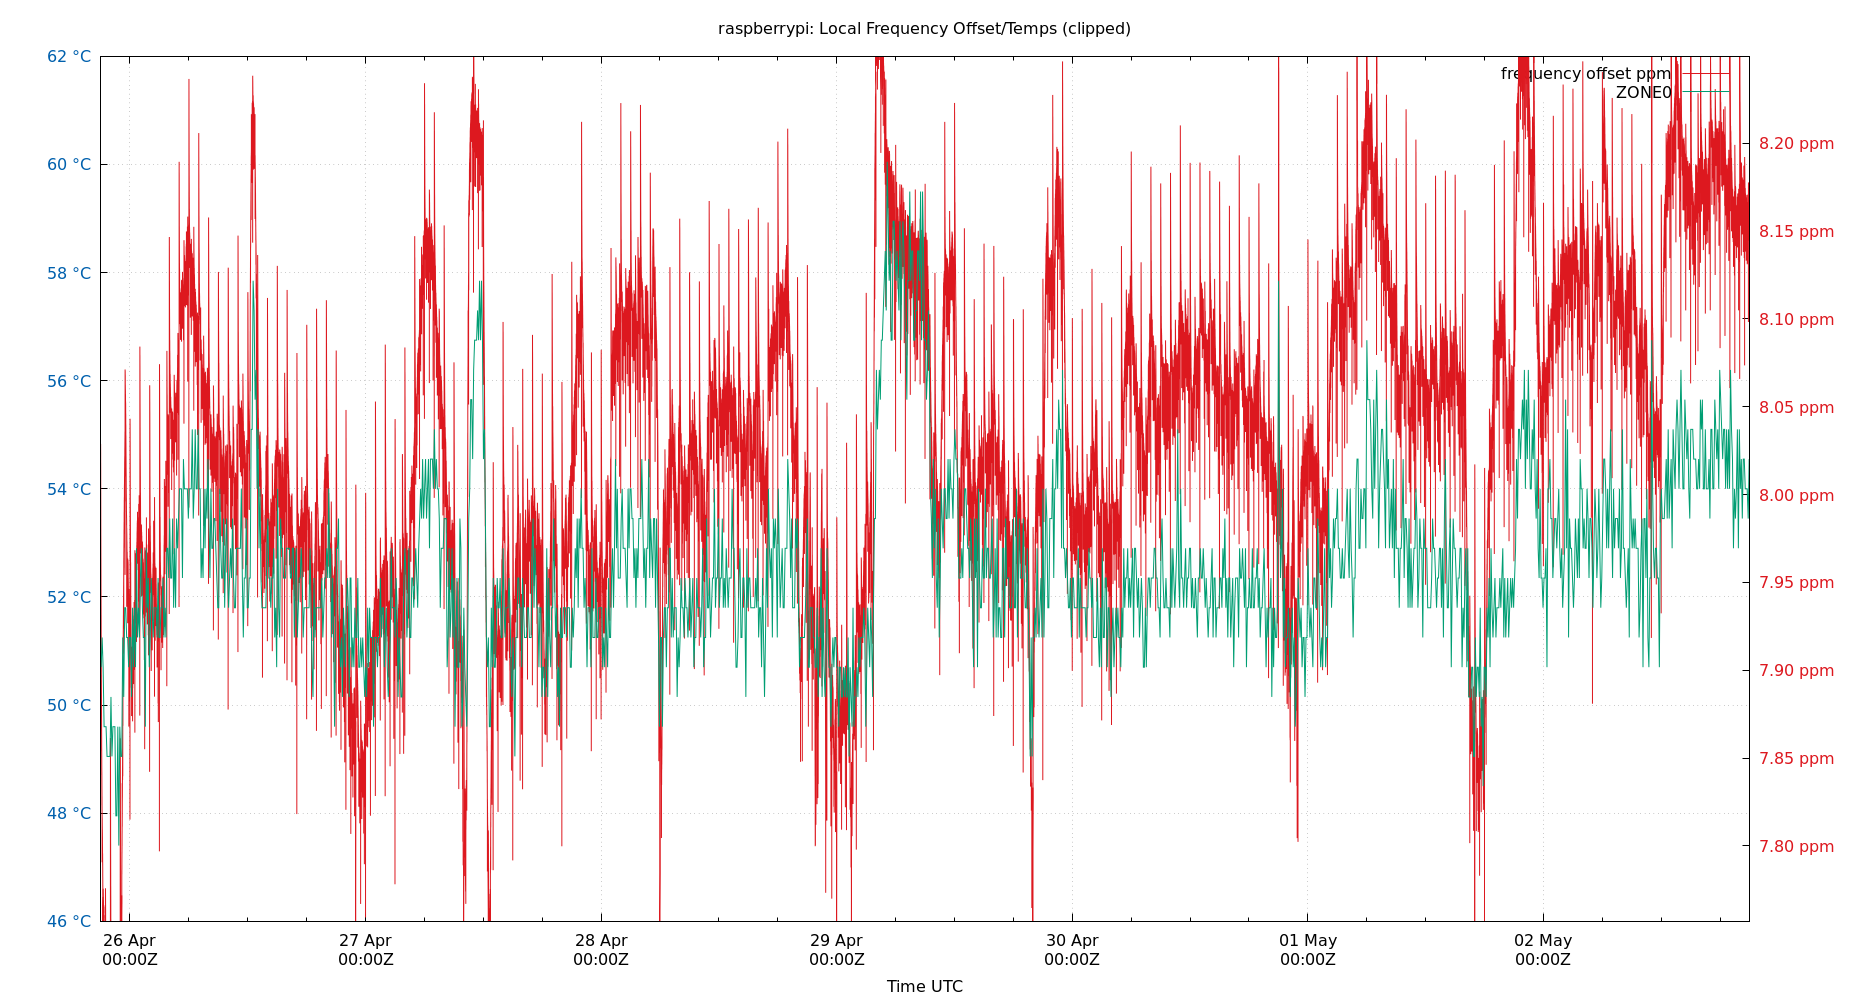 raspberrypi: Local Frequency Offset/Temps (clipped)
62 °C
60 °C
58 °C
56 °C
54 °C
52 °C
50 °C
48 °C
46 °C
frequency offset ppm
ZONE0
8.20 ppm
8.15 ppm
8.10 ppm
8.05 ppm
8.00 ppm
7.95 ppm
7.90 ppm
7.85 ppm
7.80 ppm
26 Apr
00:00Z
27 Apr
00:00Z
28 Apr
00:00Z
29 Apr
00:00Z
30 Apr
00:00Z
01 May
00:00Z
02 May
00:00Z
Time UTC